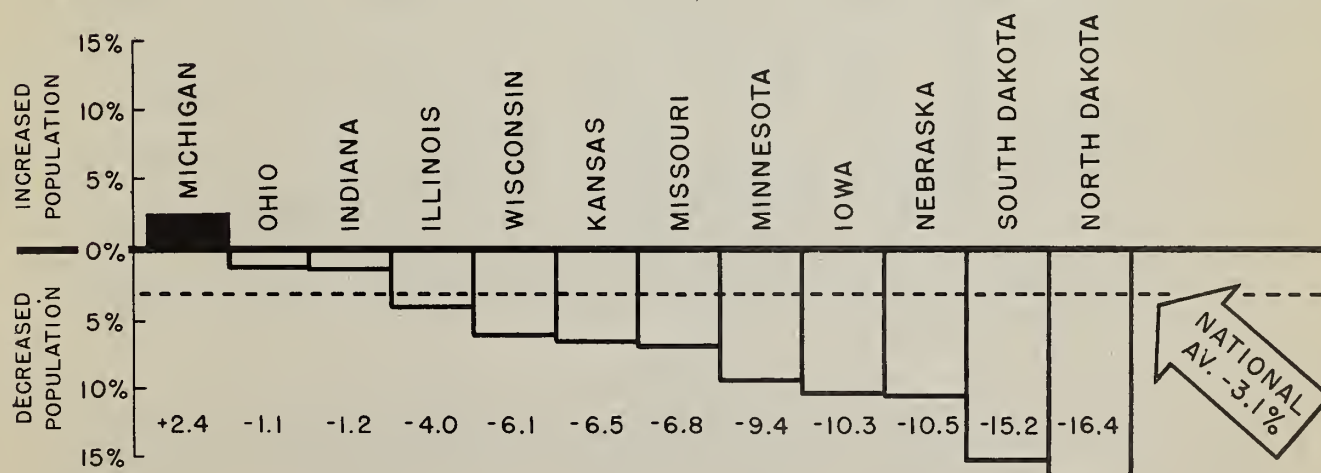 INCREASED
POPULATION
DECREASED
POPULATION
15%
10%
5%
0%
5%
10%
15%
MICHIGAN
OHIO
INDIANA
ILLINOIS
WISCONSIN
KANSAS
MISSOURI
MINNESOTA
IOWA
NEBRASKA
SOUTH DAKOTA
NORTH DAKOTA
+2.4 -1.1 -1.2 -4.0 -6.1 -6.5 -6.8 -9.4 -10.3 -10.5 -15.2 -16.4
NATIONAL
AV. -3.1%